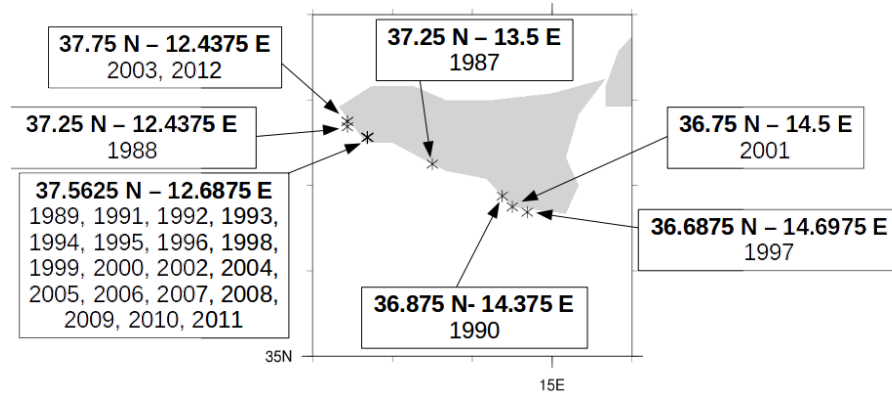 37.75 N – 12.4375 E
2003, 2012
37.25 N – 13.5 E
1987
37.25 N – 12.4375 E
1988
36.75 N – 14.5 E
2001
37.5625 N – 12.6875 E
1989, 1991, 1992, 1993,
1994, 1995, 1996, 1998,
1999, 2000, 2002, 2004,
2005, 2006, 2007, 2008,
2009, 2010, 2011
36.6875 N – 14.6975 E
1997
36.875 N- 14.375 E
1990
35N
15E